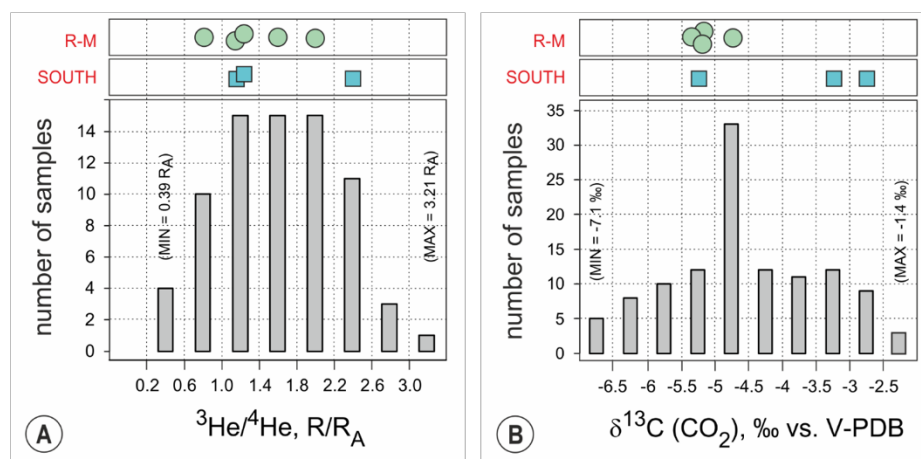 R-M
SOUTH
number of samples
14
12
10
8
6
4
2
0
(MIN = 0.39 RA)
(MAX = 3.21 RA)
0.2 0.6 1.0 1.4 1.8 2.2 2.6 3.0
³He/⁴He, R/RA
A
R-M
SOUTH
number of samples
35
30
25
20
15
10
5
0
(MIN = -7.1 ‰)
(MAX = -1.4 ‰)
-6.5 -6 -5.5 -5 -4.5 -4 -3.5 -3 -2.5
δ¹³C (CO₂), ‰ vs. V-PDB
B